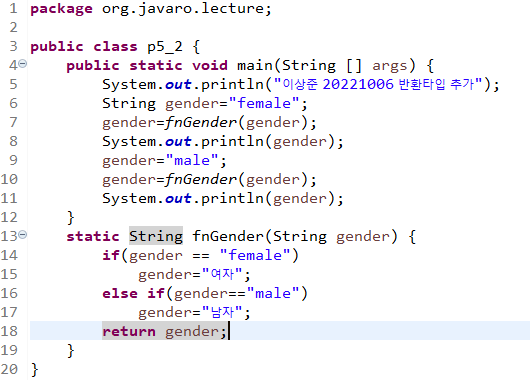 1 package org.javaro.lecture;
2
3 public class p5_2 {
4     public static void main(String [] args) {
5         System.out.println("이상준 20221006 반환타입 추가");
6         String gender="female";
7         gender=fnGender(gender);
8         System.out.println(gender);
9         gender="male";
10         gender=fnGender(gender);
11         System.out.println(gender);
12     }
13     static String fnGender(String gender) {
14         if(gender == "female")
15             gender="여자";
16         else if(gender=="male")
17             gender="남자";
18         return gender;
19     }
20 }